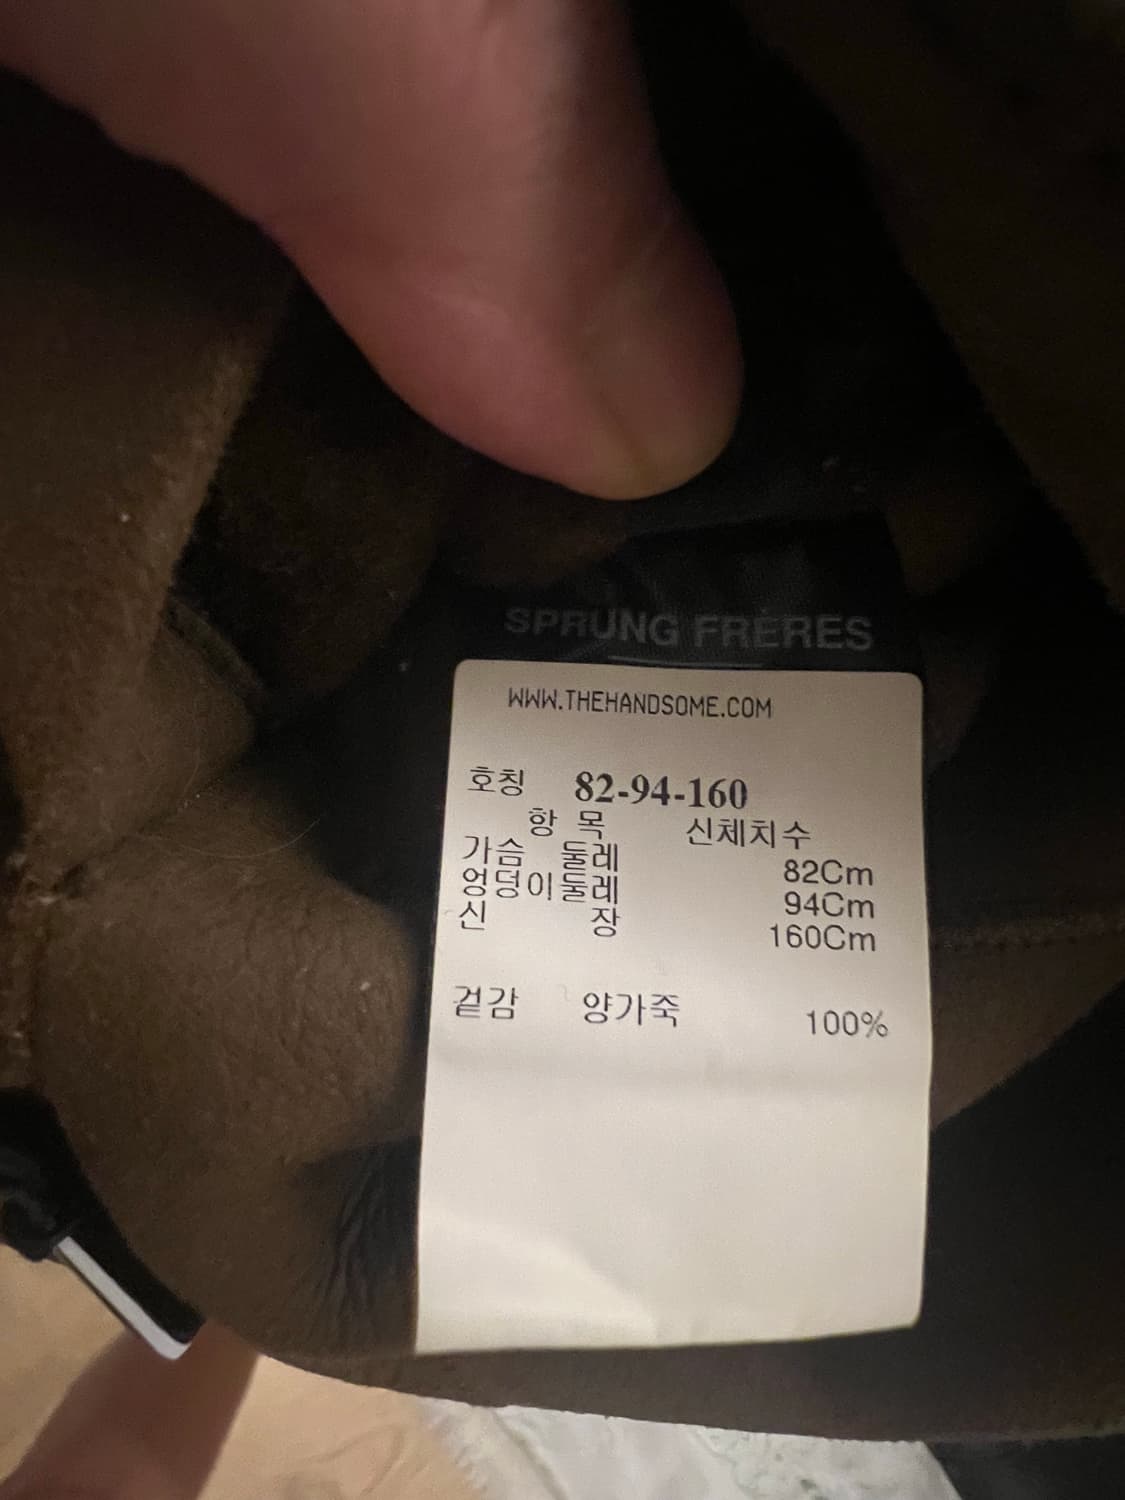 SPRUNG FRÈRES
WWW.THEHANDSOME.COM
호칭 82-94-160
항 목 신체치수
가슴 둘레 82Cm
엉덩이둘레 94Cm
신 장 160Cm
겉감 양가죽 100%